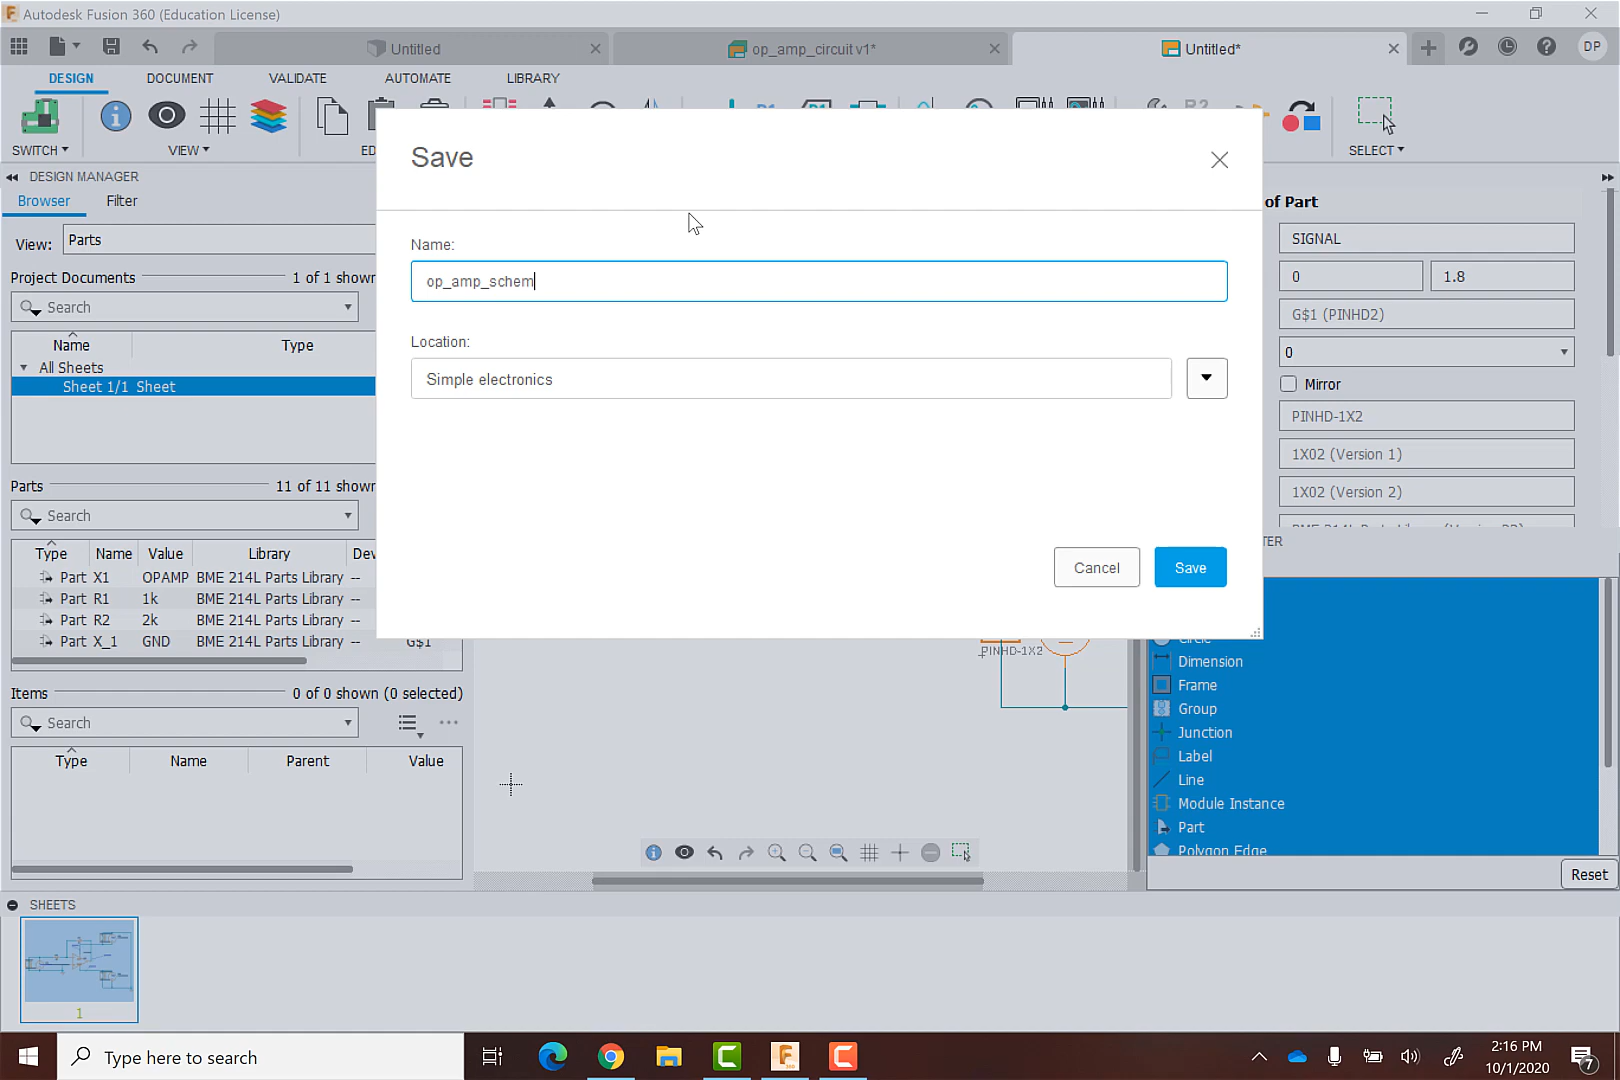 Autodesk Fusion 360 (Education License)
Untitled
op_amp_circuit v1*
Untitled*
DP
DESIGN
DOCUMENT
VALIDATE
AUTOMATE
LIBRARY
SWITCH
VIEW
SELECT
DESIGN MANAGER
Browser
Filter
View: Parts
Project Documents 1 of 1 shown
Search
Name Type
All Sheets
Sheet 1/1 Sheet
Parts 11 of 11 shown
Search
Type Name Value Library Dev
Part X1 OPAMP BME 214L Parts Library --
Part R1 1k BME 214L Parts Library --
Part R2 2k BME 214L Parts Library --
Part X_1 GND BME 214L Parts Library -- G$1
Items 0 of 0 shown (0 selected)
Search
Type Name Parent Value
Save
Name:
op_amp_schem
Location:
Simple electronics
Cancel
Save
PINHD-1X2
of Part
SIGNAL
0 1.8
G$1 (PINHD2)
0
Mirror
PINHD-1X2
1X02 (Version 1)
1X02 (Version 2)
TER
Circle
Dimension
Frame
Group
Junction
Label
Line
Module Instance
Part
Polygon Edge
Reset
SHEETS
1
Type here to search
2:16 PM
10/1/2020
7